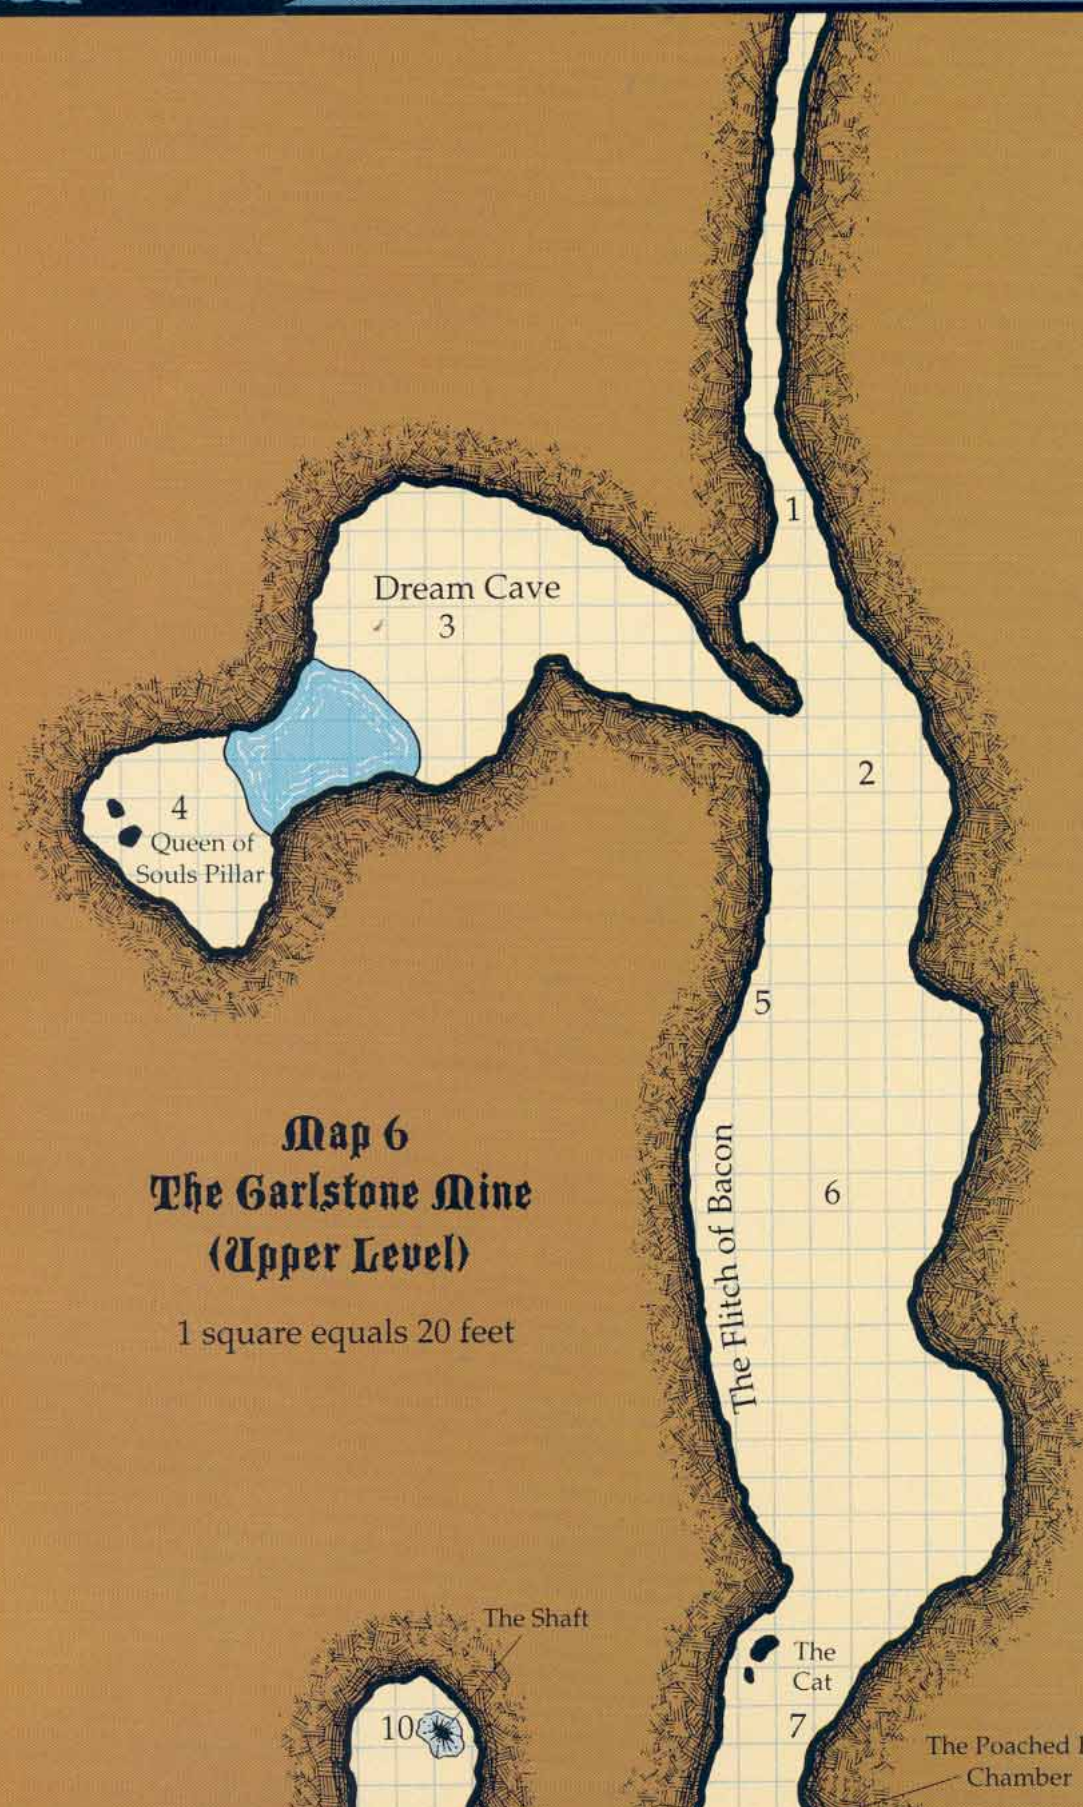 1
Dream Cave
3
2
4
Queen of
Souls Pillar
5
Map 6
The Garlstone Mine
(Upper Level)
1 square equals 20 feet
The Flitch of Bacon
6
The Shaft
The
Cat
10
7
The Poached
Chamber